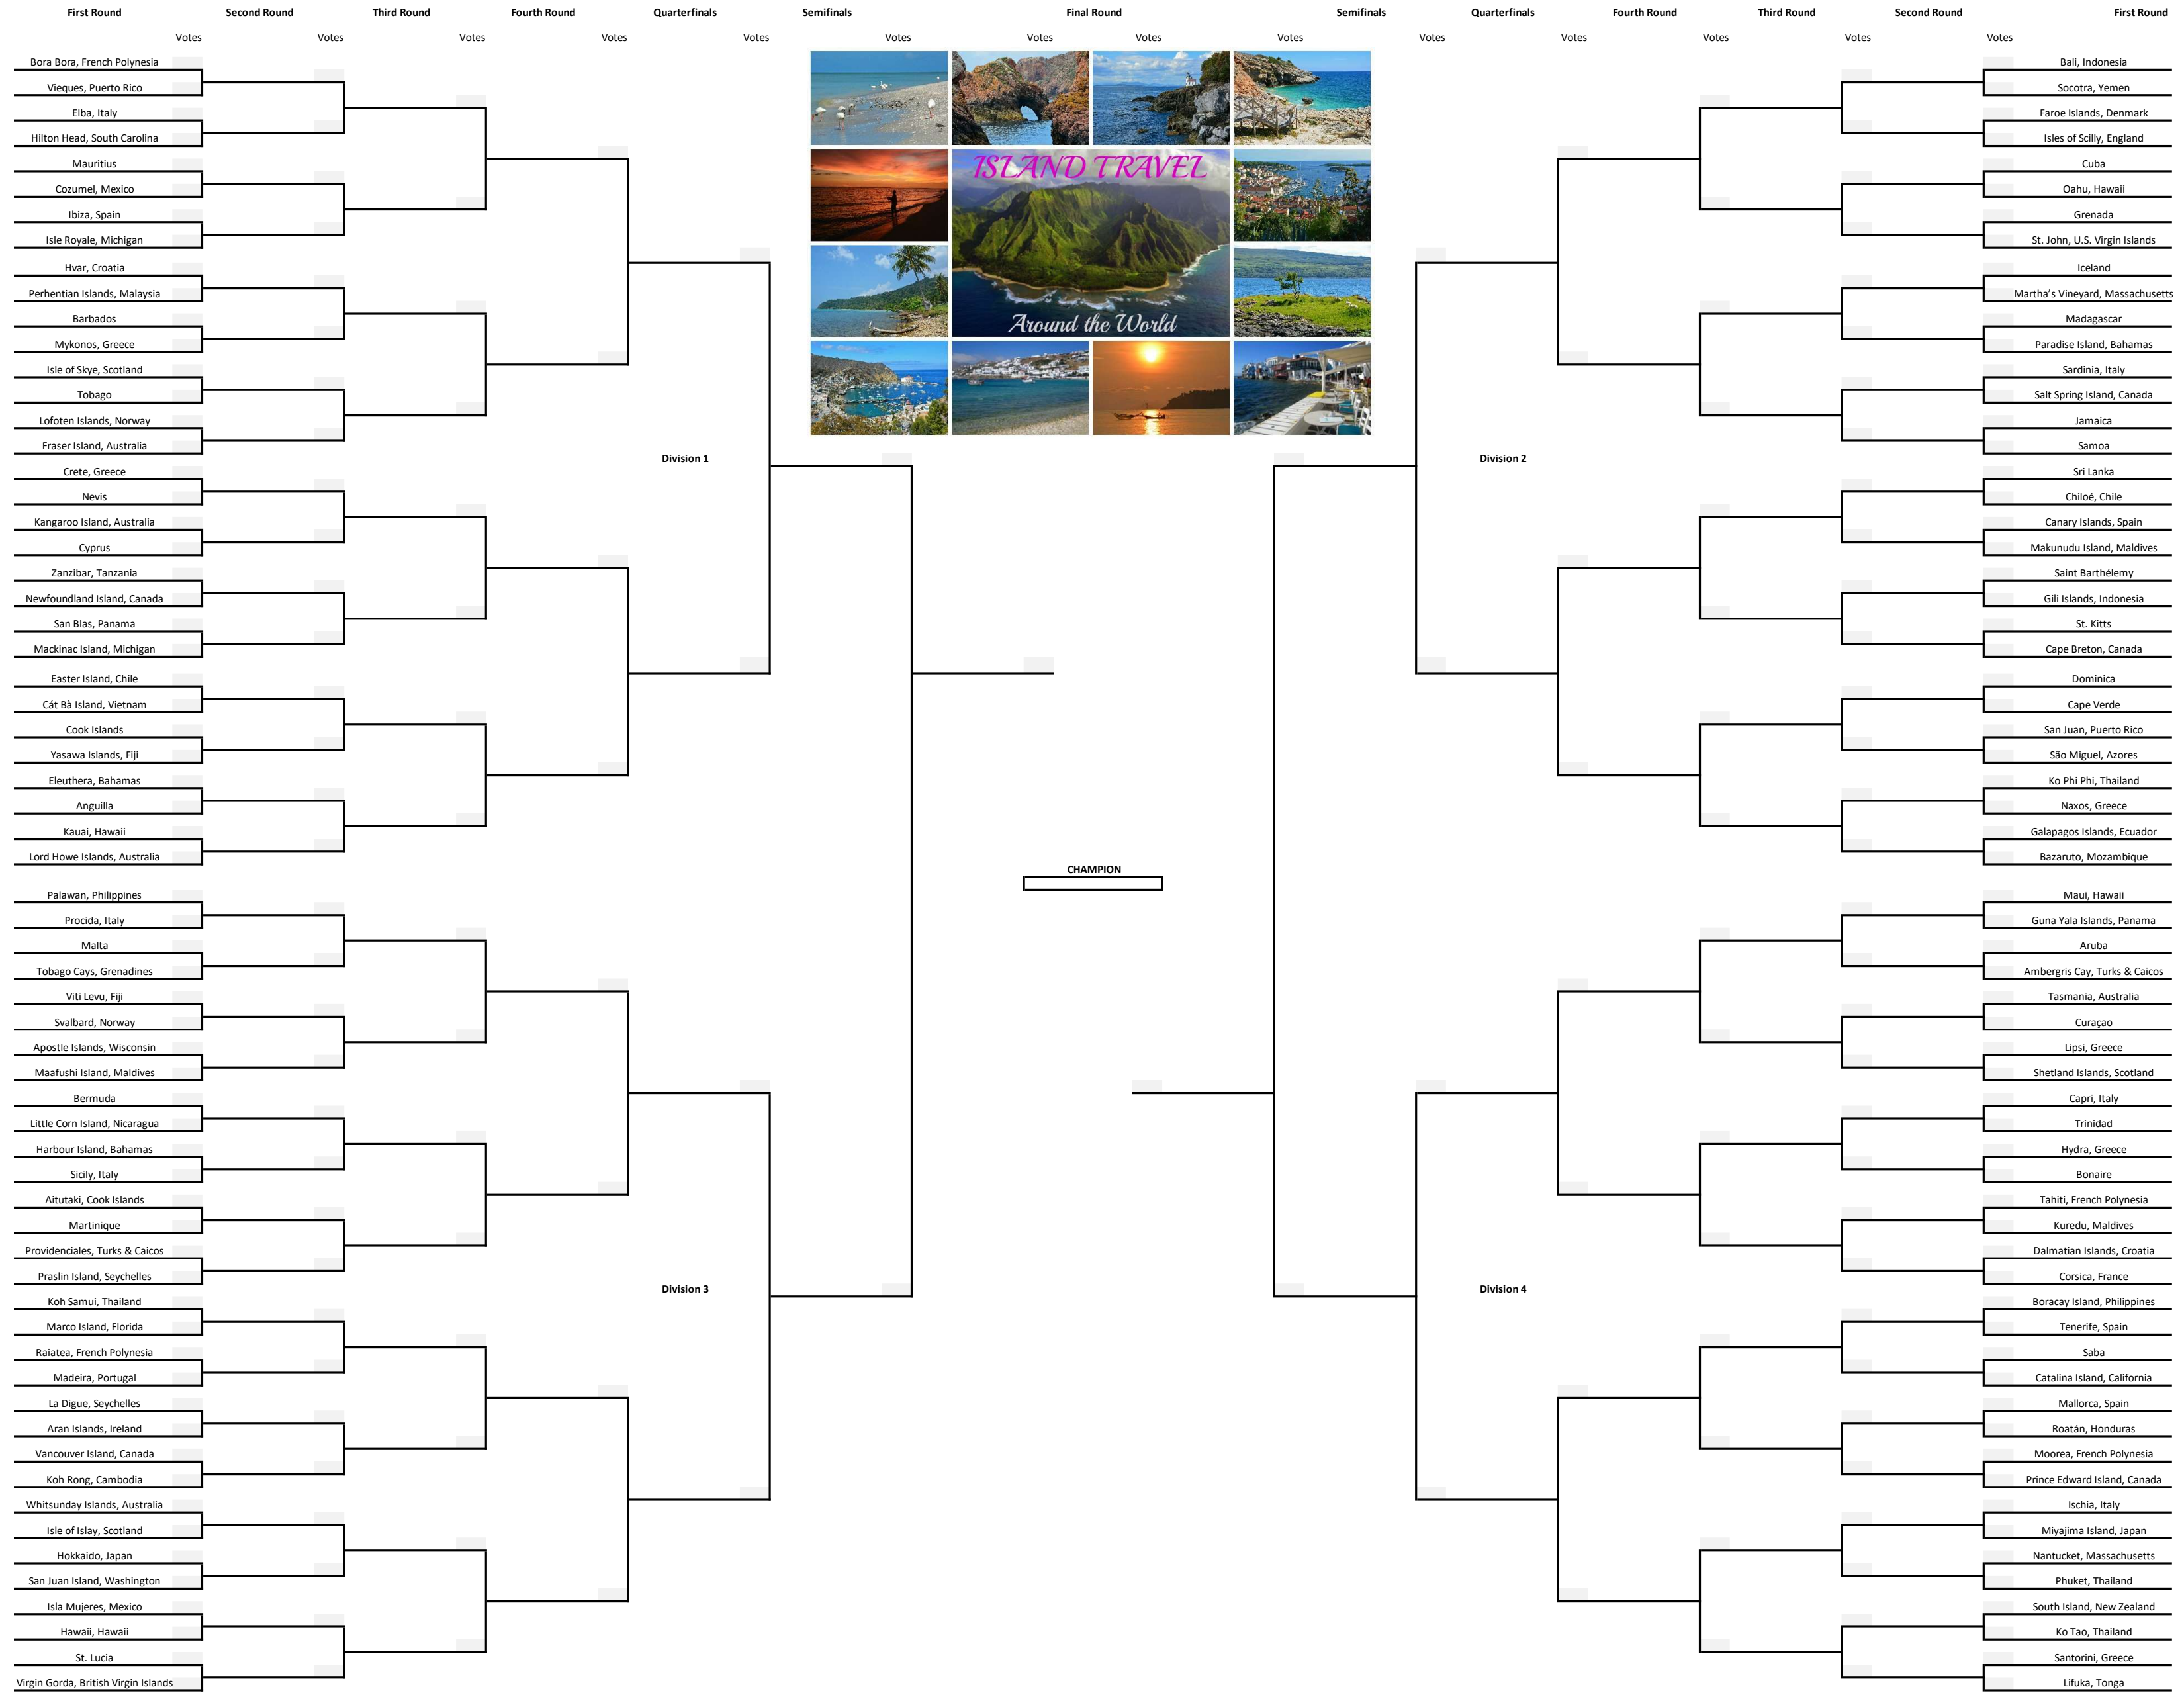 First Round Second Round Third Round Fourth Round Quarterfinals Semifinals Final Round Semifinals Quarterfinals Fourth Round Third Round Second Round First Round
Votes Votes Votes Votes Votes Votes Votes Votes Votes Votes Votes Votes Votes Votes
Bora Bora, French Polynesia
Vieques, Puerto Rico
Elba, Italy
Hilton Head, South Carolina
Mauritius
Cozumel, Mexico
Ibiza, Spain
Isle Royale, Michigan
Hvar, Croatia
Perhentian Islands, Malaysia
Barbados
Mykonos, Greece
Isle of Skye, Scotland
Tobago
Lofoten Islands, Norway
Fraser Island, Australia
Division 1
Crete, Greece
Nevis
Kangaroo Island, Australia
Cyprus
Zanzibar, Tanzania
Newfoundland Island, Canada
San Blas, Panama
Mackinac Island, Michigan
Easter Island, Chile
Cát Bà Island, Vietnam
Cook Islands
Yasawa Islands, Fiji
Eleuthera, Bahamas
Anguilla
Kauai, Hawaii
Lord Howe Islands, Australia
Palawan, Philippines
Procida, Italy
Malta
Tobago Cays, Grenadines
Viti Levu, Fiji
Svalbard, Norway
Apostle Islands, Wisconsin
Maafushi Island, Maldives
Bermuda
Little Corn Island, Nicaragua
Harbour Island, Bahamas
Sicily, Italy
Aitutaki, Cook Islands
Martinique
Providenciales, Turks & Caicos
Praslin Island, Seychelles
Division 3
Koh Samui, Thailand
Marco Island, Florida
Raiatea, French Polynesia
Madeira, Portugal
La Digue, Seychelles
Aran Islands, Ireland
Vancouver Island, Canada
Koh Rong, Cambodia
Whitsunday Islands, Australia
Isle of Islay, Scotland
Hokkaido, Japan
San Juan Island, Washington
Isla Mujeres, Mexico
Hawaii, Hawaii
St. Lucia
Virgin Gorda, British Virgin Islands
ISLAND TRAVEL
Around the World
CHAMPION
Bali, Indonesia
Socotra, Yemen
Faroe Islands, Denmark
Isles of Scilly, England
Cuba
Oahu, Hawaii
Grenada
St. John, U.S. Virgin Islands
Iceland
Martha’s Vineyard, Massachusetts
Madagascar
Paradise Island, Bahamas
Sardinia, Italy
Salt Spring Island, Canada
Jamaica
Samoa
Division 2
Sri Lanka
Chiloé, Chile
Canary Islands, Spain
Makunudu Island, Maldives
Saint Barthélemy
Gili Islands, Indonesia
St. Kitts
Cape Breton, Canada
Dominica
Cape Verde
San Juan, Puerto Rico
São Miguel, Azores
Ko Phi Phi, Thailand
Naxos, Greece
Galapagos Islands, Ecuador
Bazaruto, Mozambique
Maui, Hawaii
Guna Yala Islands, Panama
Aruba
Ambergris Cay, Turks & Caicos
Tasmania, Australia
Curaçao
Lipsi, Greece
Shetland Islands, Scotland
Capri, Italy
Trinidad
Hydra, Greece
Bonaire
Tahiti, French Polynesia
Kuredu, Maldives
Dalmatian Islands, Croatia
Corsica, France
Division 4
Boracay Island, Philippines
Tenerife, Spain
Saba
Catalina Island, California
Mallorca, Spain
Roatán, Honduras
Moorea, French Polynesia
Prince Edward Island, Canada
Ischia, Italy
Miyajima Island, Japan
Nantucket, Massachusetts
Phuket, Thailand
South Island, New Zealand
Ko Tao, Thailand
Santorini, Greece
Lifuka, Tonga